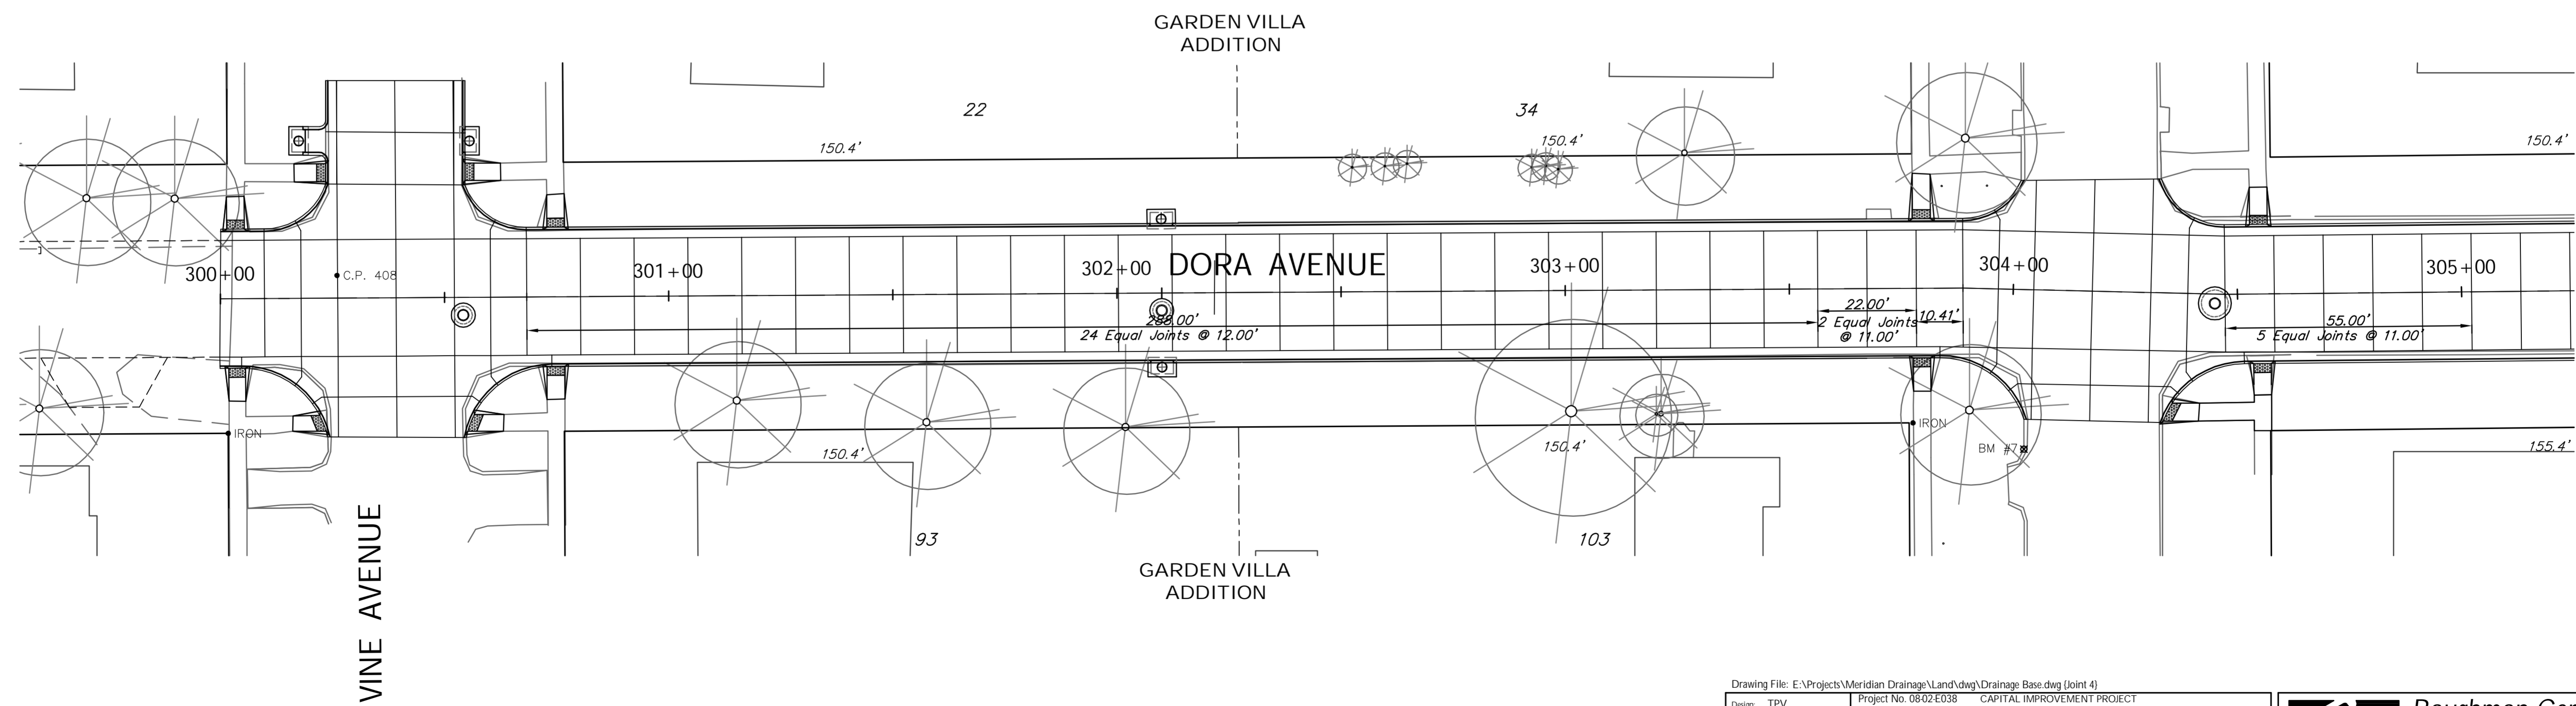 GARDEN VILLA
ADDITION
22
34
150.4'
150.4'
150.4'
300+00
C.P. 408
301+00
302+00
DORA AVENUE
303+00
304+00
305+00
288.00'
24 Equal Joints @ 12.00'
22.00'
2 Equal Joints
@ 11.00'
10.41'
55.00'
5 Equal Joints @ 11.00'
IRON
IRON
BM #7
150.4'
150.4'
155.4'
93
103
VINE AVENUE
GARDEN VILLA
ADDITION
Drawing File: E:\Projects\Meridian Drainage\Land\dwg\Drainage Base.dwg (Joint 4)
Design: TPV
Project No. 08-02-E038 CAPITAL IMPROVEMENT PROJECT